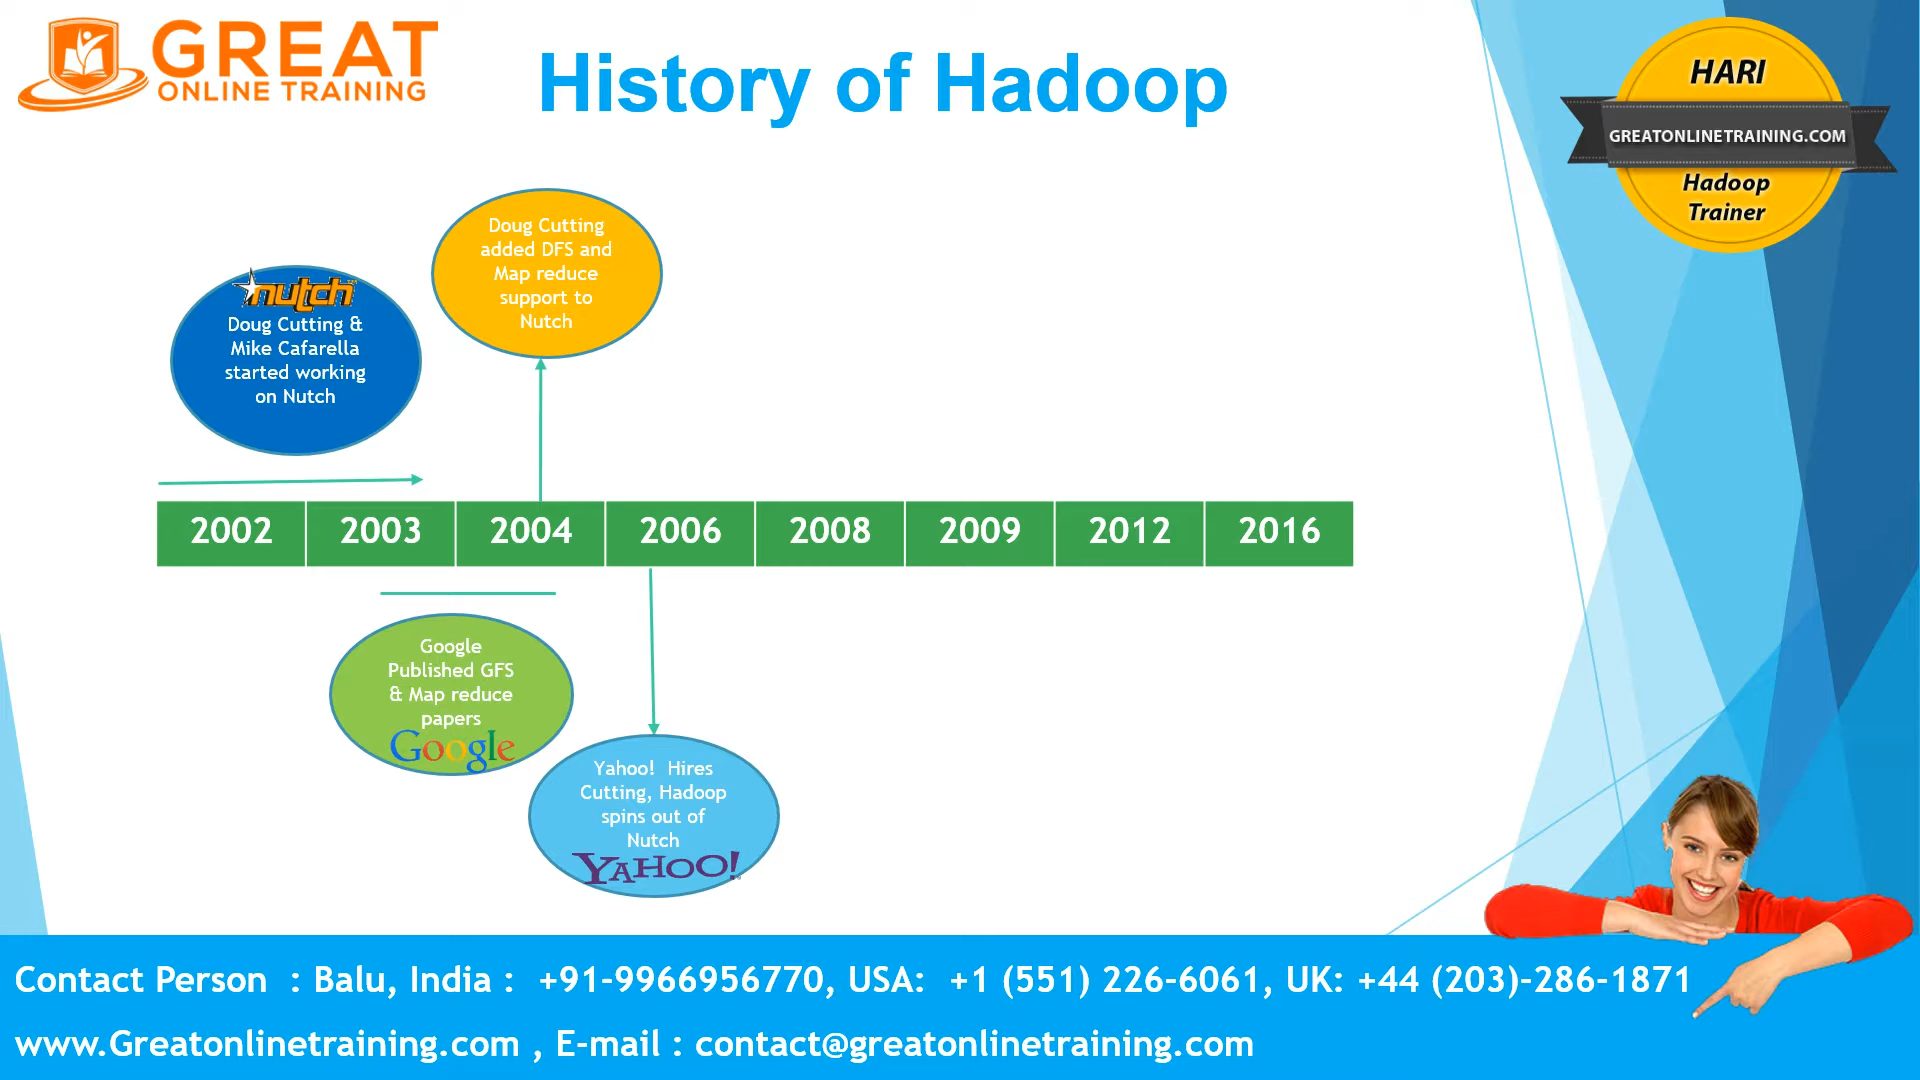 GREAT
ONLINE TRAINING
History of Hadoop
HARI
GREATONLINETRAINING.COM
Hadoop
Trainer
Doug Cutting
added DFS and
Map reduce
support to
Nutch
nutch
Doug Cutting &
Mike Cafarella
started working
on Nutch
2002 2003 2004 2006 2008 2009 2012 2016
Google
Published GFS
& Map reduce
papers
Google
Yahoo! Hires
Cutting, Hadoop
spins out of
Nutch
YAHOO!
Contact Person : Balu, India : +91-9966956770, USA: +1 (551) 226-6061, UK: +44 (203)-286-1871
www.Greatonlinetraining.com , E-mail : contact@greatonlinetraining.com